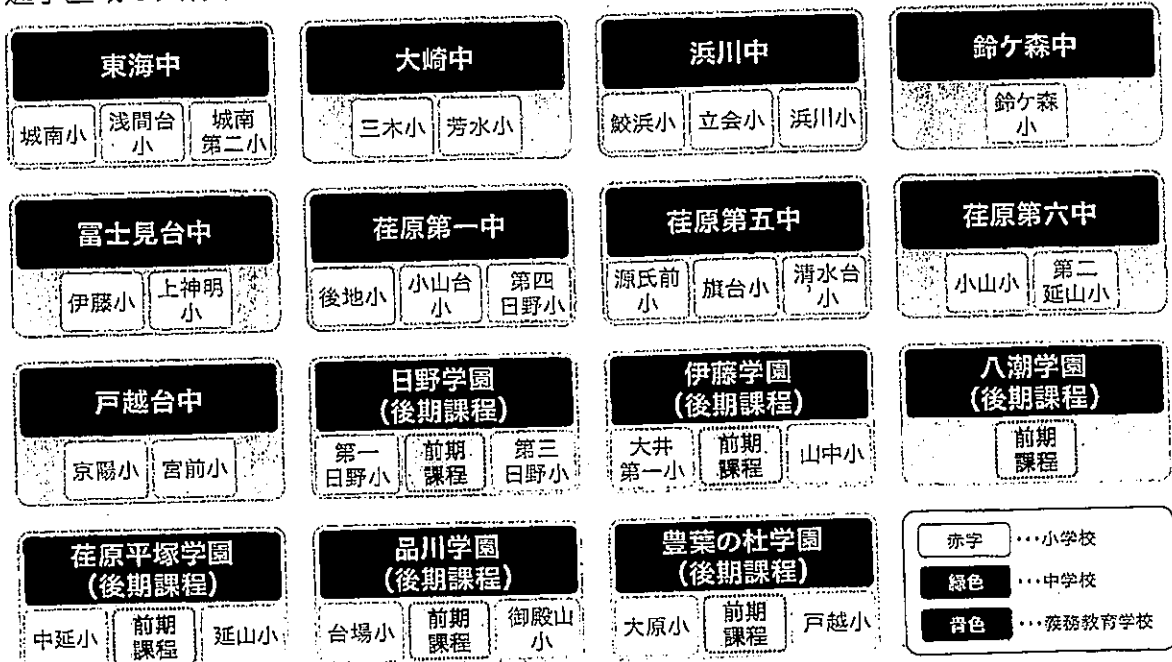 東海中
城南小
浅間台
小
城南
第二小
大崎中
三木小
芳水小
浜川中
鮫浜小
立会小
浜川小
鈴ケ森中
鈴ケ森
小
冨士見台中
伊藤小
上神明
小
荏原第一中
後地小
小山台
小
第四
日野小
荏原第五中
源氏前
小
旗台小
清水台
小
荏原第六中
小山小
第二
延山小
戸越台中
京陽小
宮前小
日野学園
(後期課程)
第一
日野小
前期
課程
第三
日野小
伊藤学園
(後期課程)
大井
第一小
前期
課程
山中小
八潮学園
(後期課程)
前期
課程
荏原平塚学園
(後期課程)
中延小
前期
課程
延山小
品川学園
(後期課程)
台場小
前期
課程
御殿山
小
豊葉の杜学園
(後期課程)
大原小
前期
課程
戸越小
赤字 …小学校
緑色 …中学校
青色 …義務教育学校